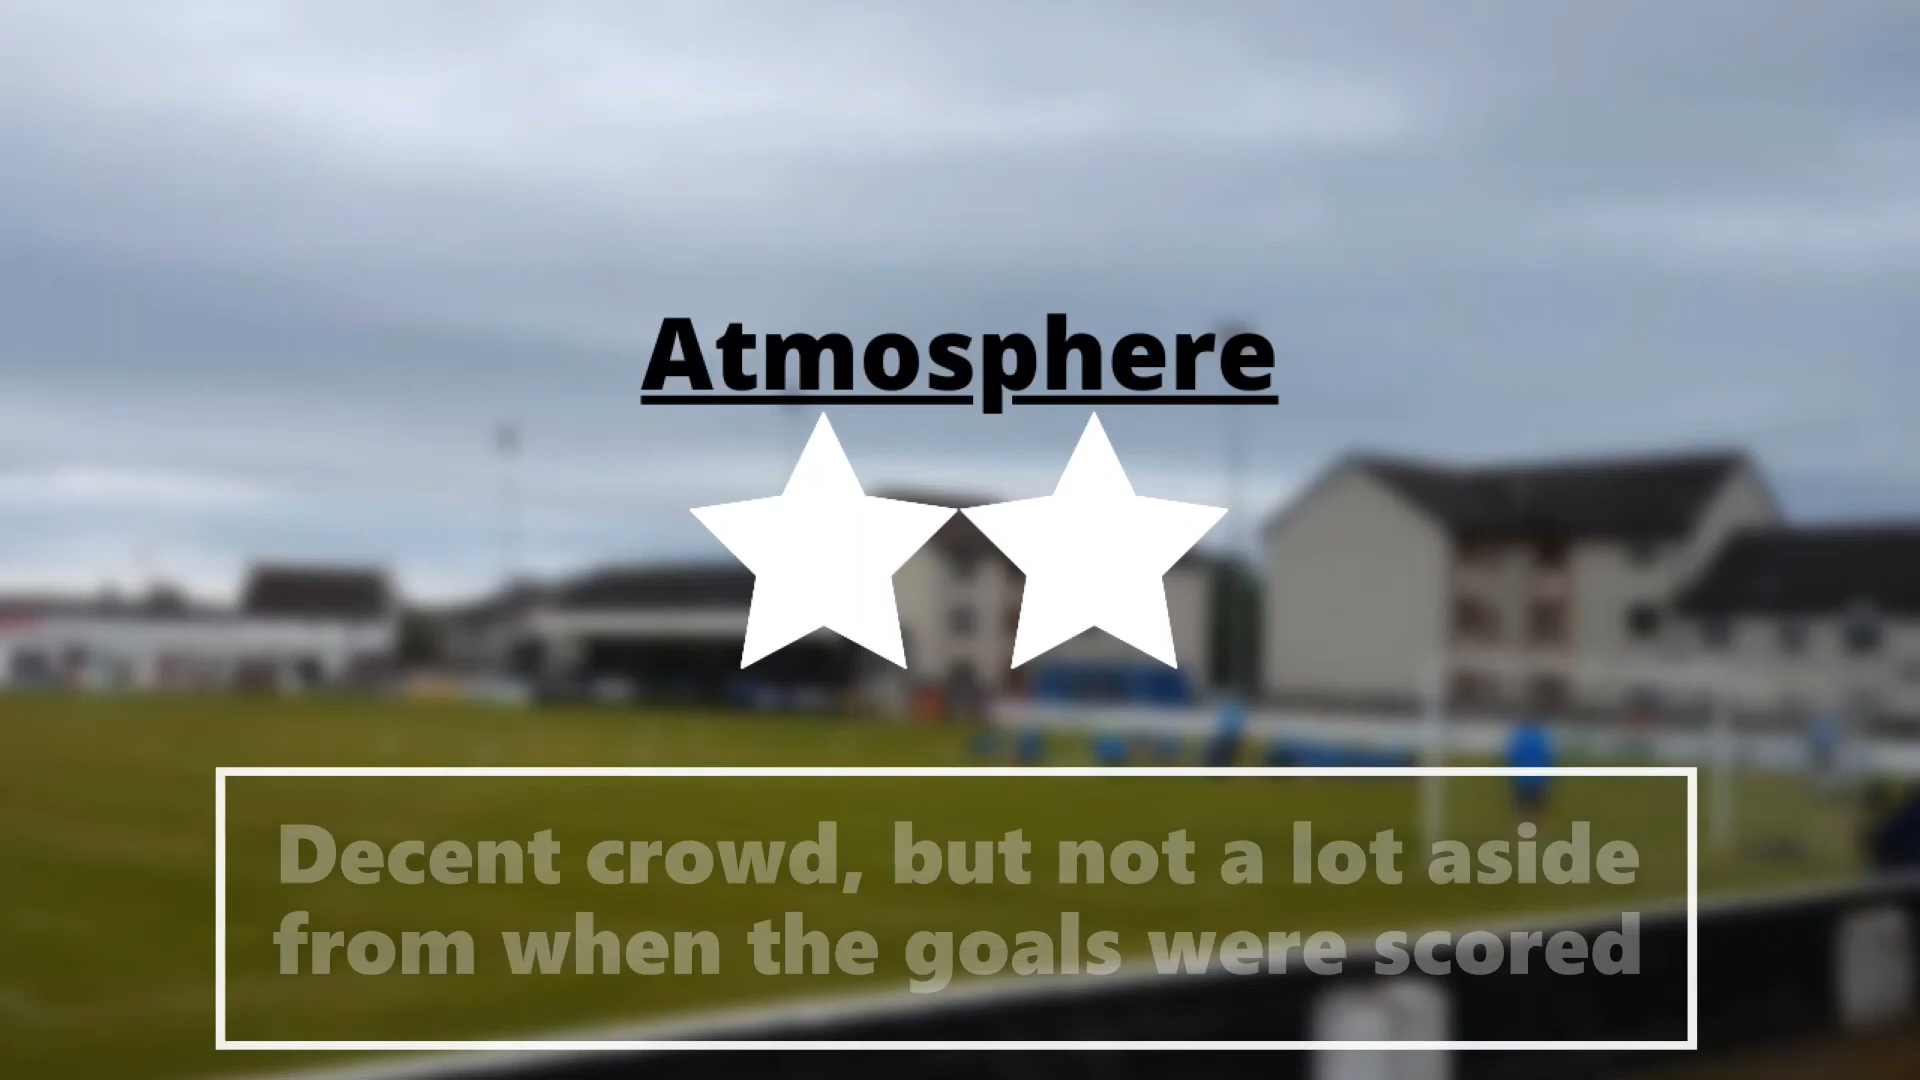 Atmosphere
Decent crowd, but not a lot aside
from when the goals were scored